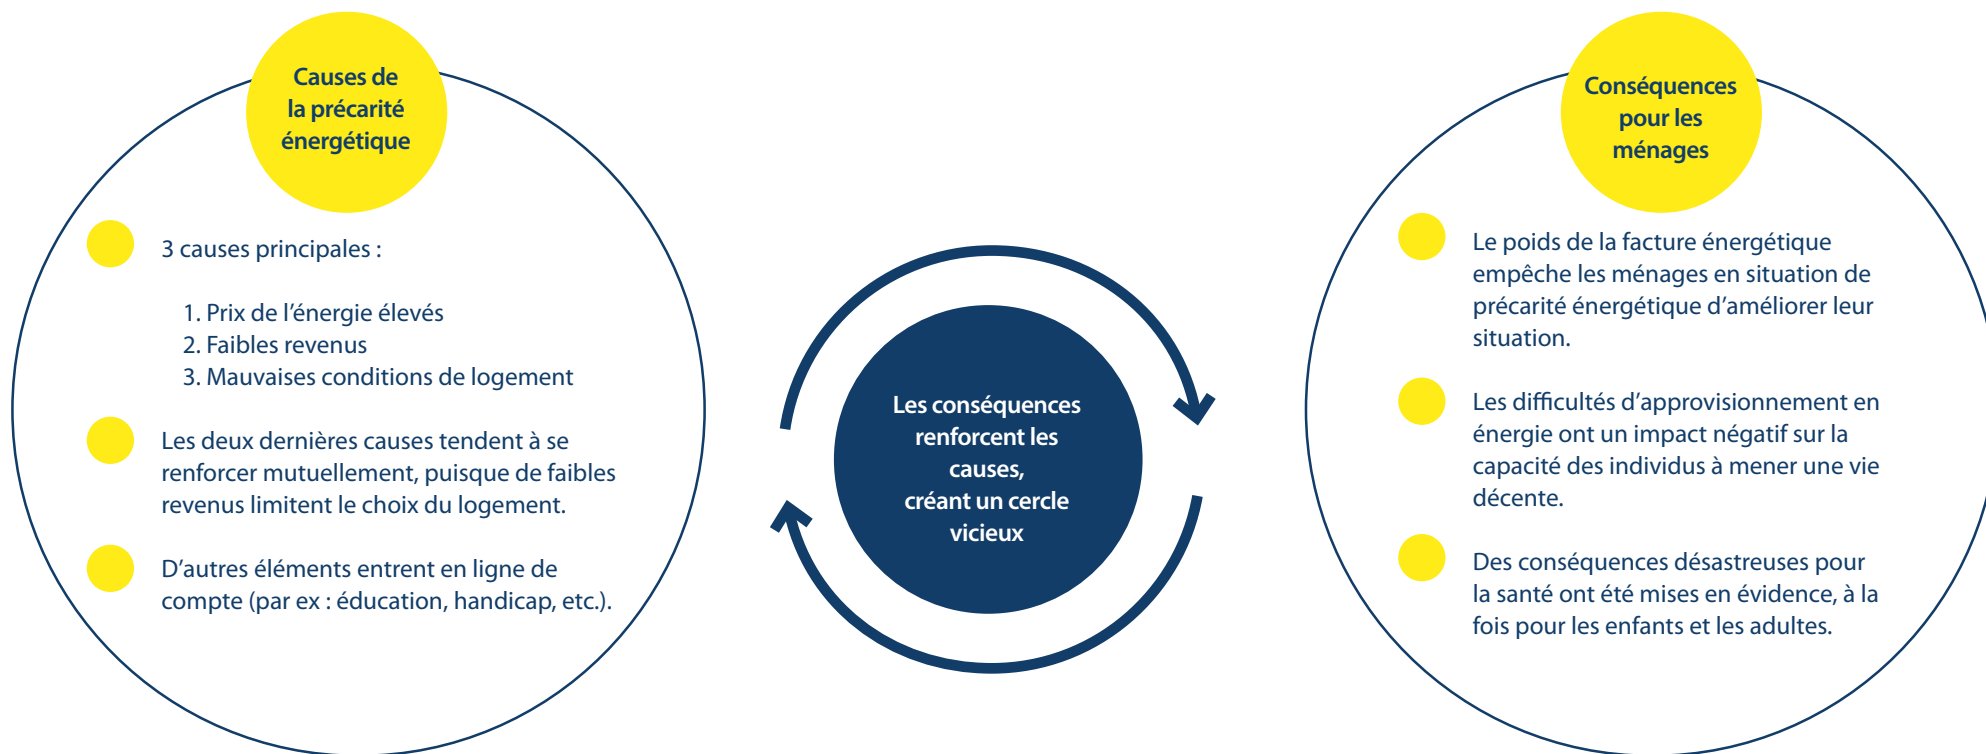 Causes de
la précarité
énergétique
3 causes principales :
1. Prix de l’énergie élevés
2. Faibles revenus
3. Mauvaises conditions de logement
Les deux dernières causes tendent à se
renforcer mutuellement, puisque de faibles
revenus limitent le choix du logement.
D’autres éléments entrent en ligne de
compte (par ex : éducation, handicap, etc.).
Les conséquences
renforcent les
causes,
créant un cercle
vicieux
Conséquences
pour les
ménages
Le poids de la facture énergétique
empêche les ménages en situation de
précarité énergétique d’améliorer leur
situation.
Les difficultés d’approvisionnement en
énergie ont un impact négatif sur la
capacité des individus à mener une vie
décente.
Des conséquences désastreuses pour
la santé ont été mises en évidence, à la
fois pour les enfants et les adultes.